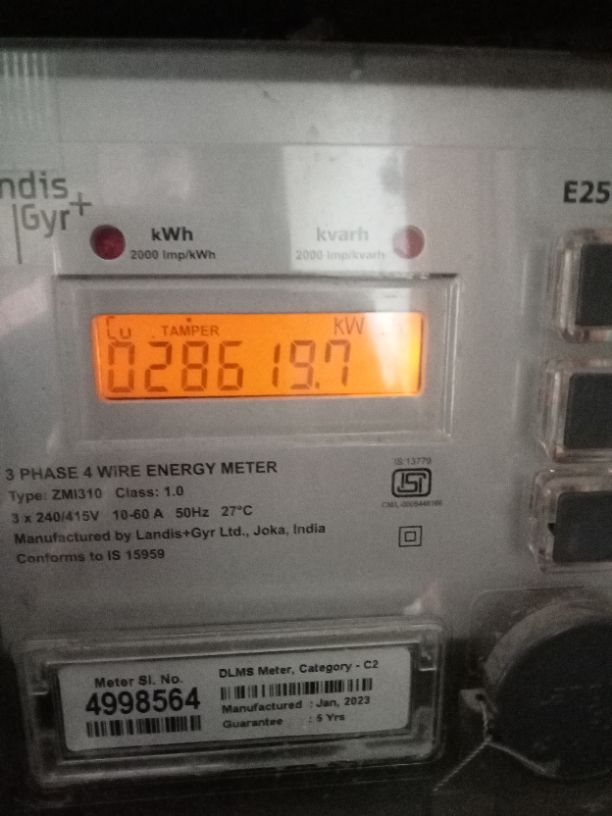 ndis
Gyr+
E25
kWh
2000 Imp/kWh
kvarh
2000 Imp/kvarh
Cu TAMPER kW
028619.7
3 PHASE 4 WIRE ENERGY METER
Type: ZMI310 Class: 1.0
3 x 240/415V 10-60 A 50Hz 27°C
Manufactured by Landis+Gyr Ltd., Joka, India
Conforms to IS 15959
IS:13779
ISI
Meter Sl. No.
4998564
DLMS Meter, Category - C2
Manufactured : Jan, 2023
Guarantee : 5 Yrs